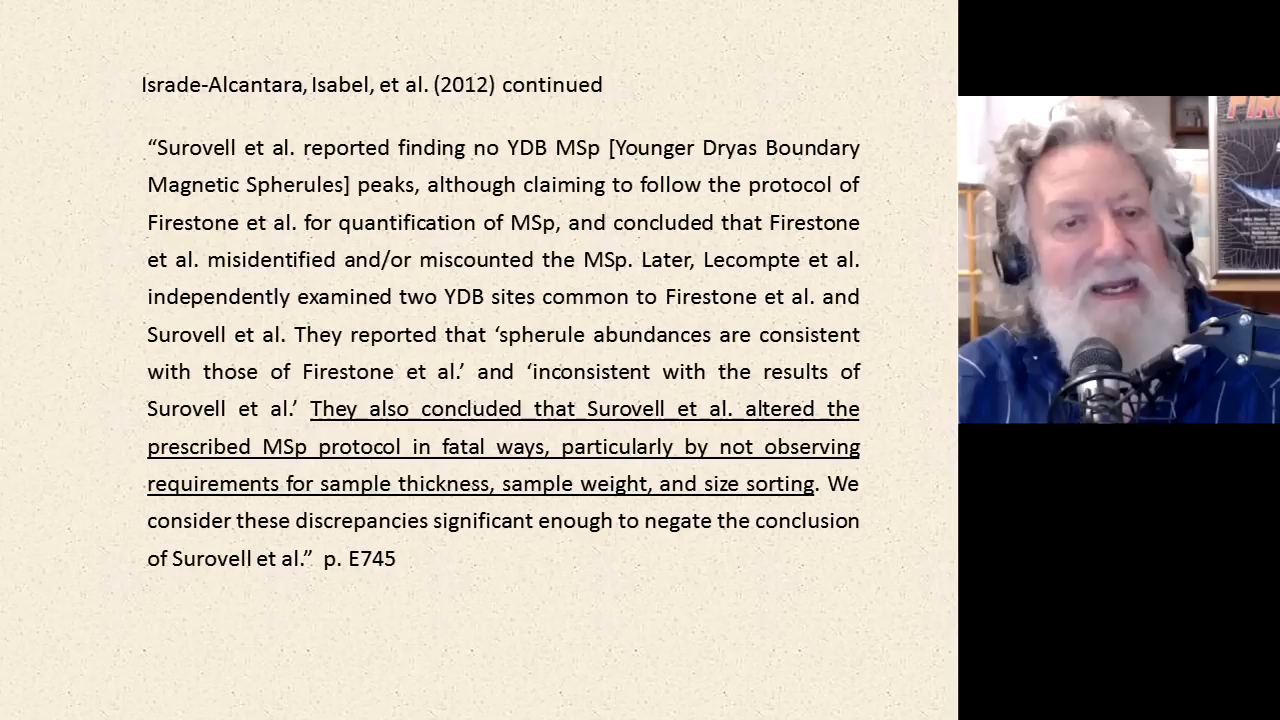 Israde-Alcantara, Isabel, et al. (2012) continued
“Surovell et al. reported finding no YDB MSp [Younger Dryas Boundary
Magnetic Spherules] peaks, although claiming to follow the protocol of
Firestone et al. for quantification of MSp, and concluded that Firestone
et al. misidentified and/or miscounted the MSp. Later, Lecompte et al.
independently examined two YDB sites common to Firestone et al. and
Surovell et al. They reported that ‘spherule abundances are consistent
with those of Firestone et al.’ and ‘inconsistent with the results of
Surovell et al.’ They also concluded that Surovell et al. altered the
prescribed MSp protocol in fatal ways, particularly by not observing
requirements for sample thickness, sample weight, and size sorting. We
consider these discrepancies significant enough to negate the conclusion
of Surovell et al.” p. E745